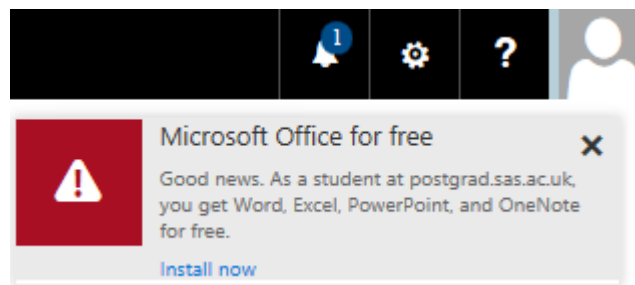 1
?
Microsoft Office for free
Good news. As a student at postgrad.sas.ac.uk,
you get Word, Excel, PowerPoint, and OneNote
for free.
Install now